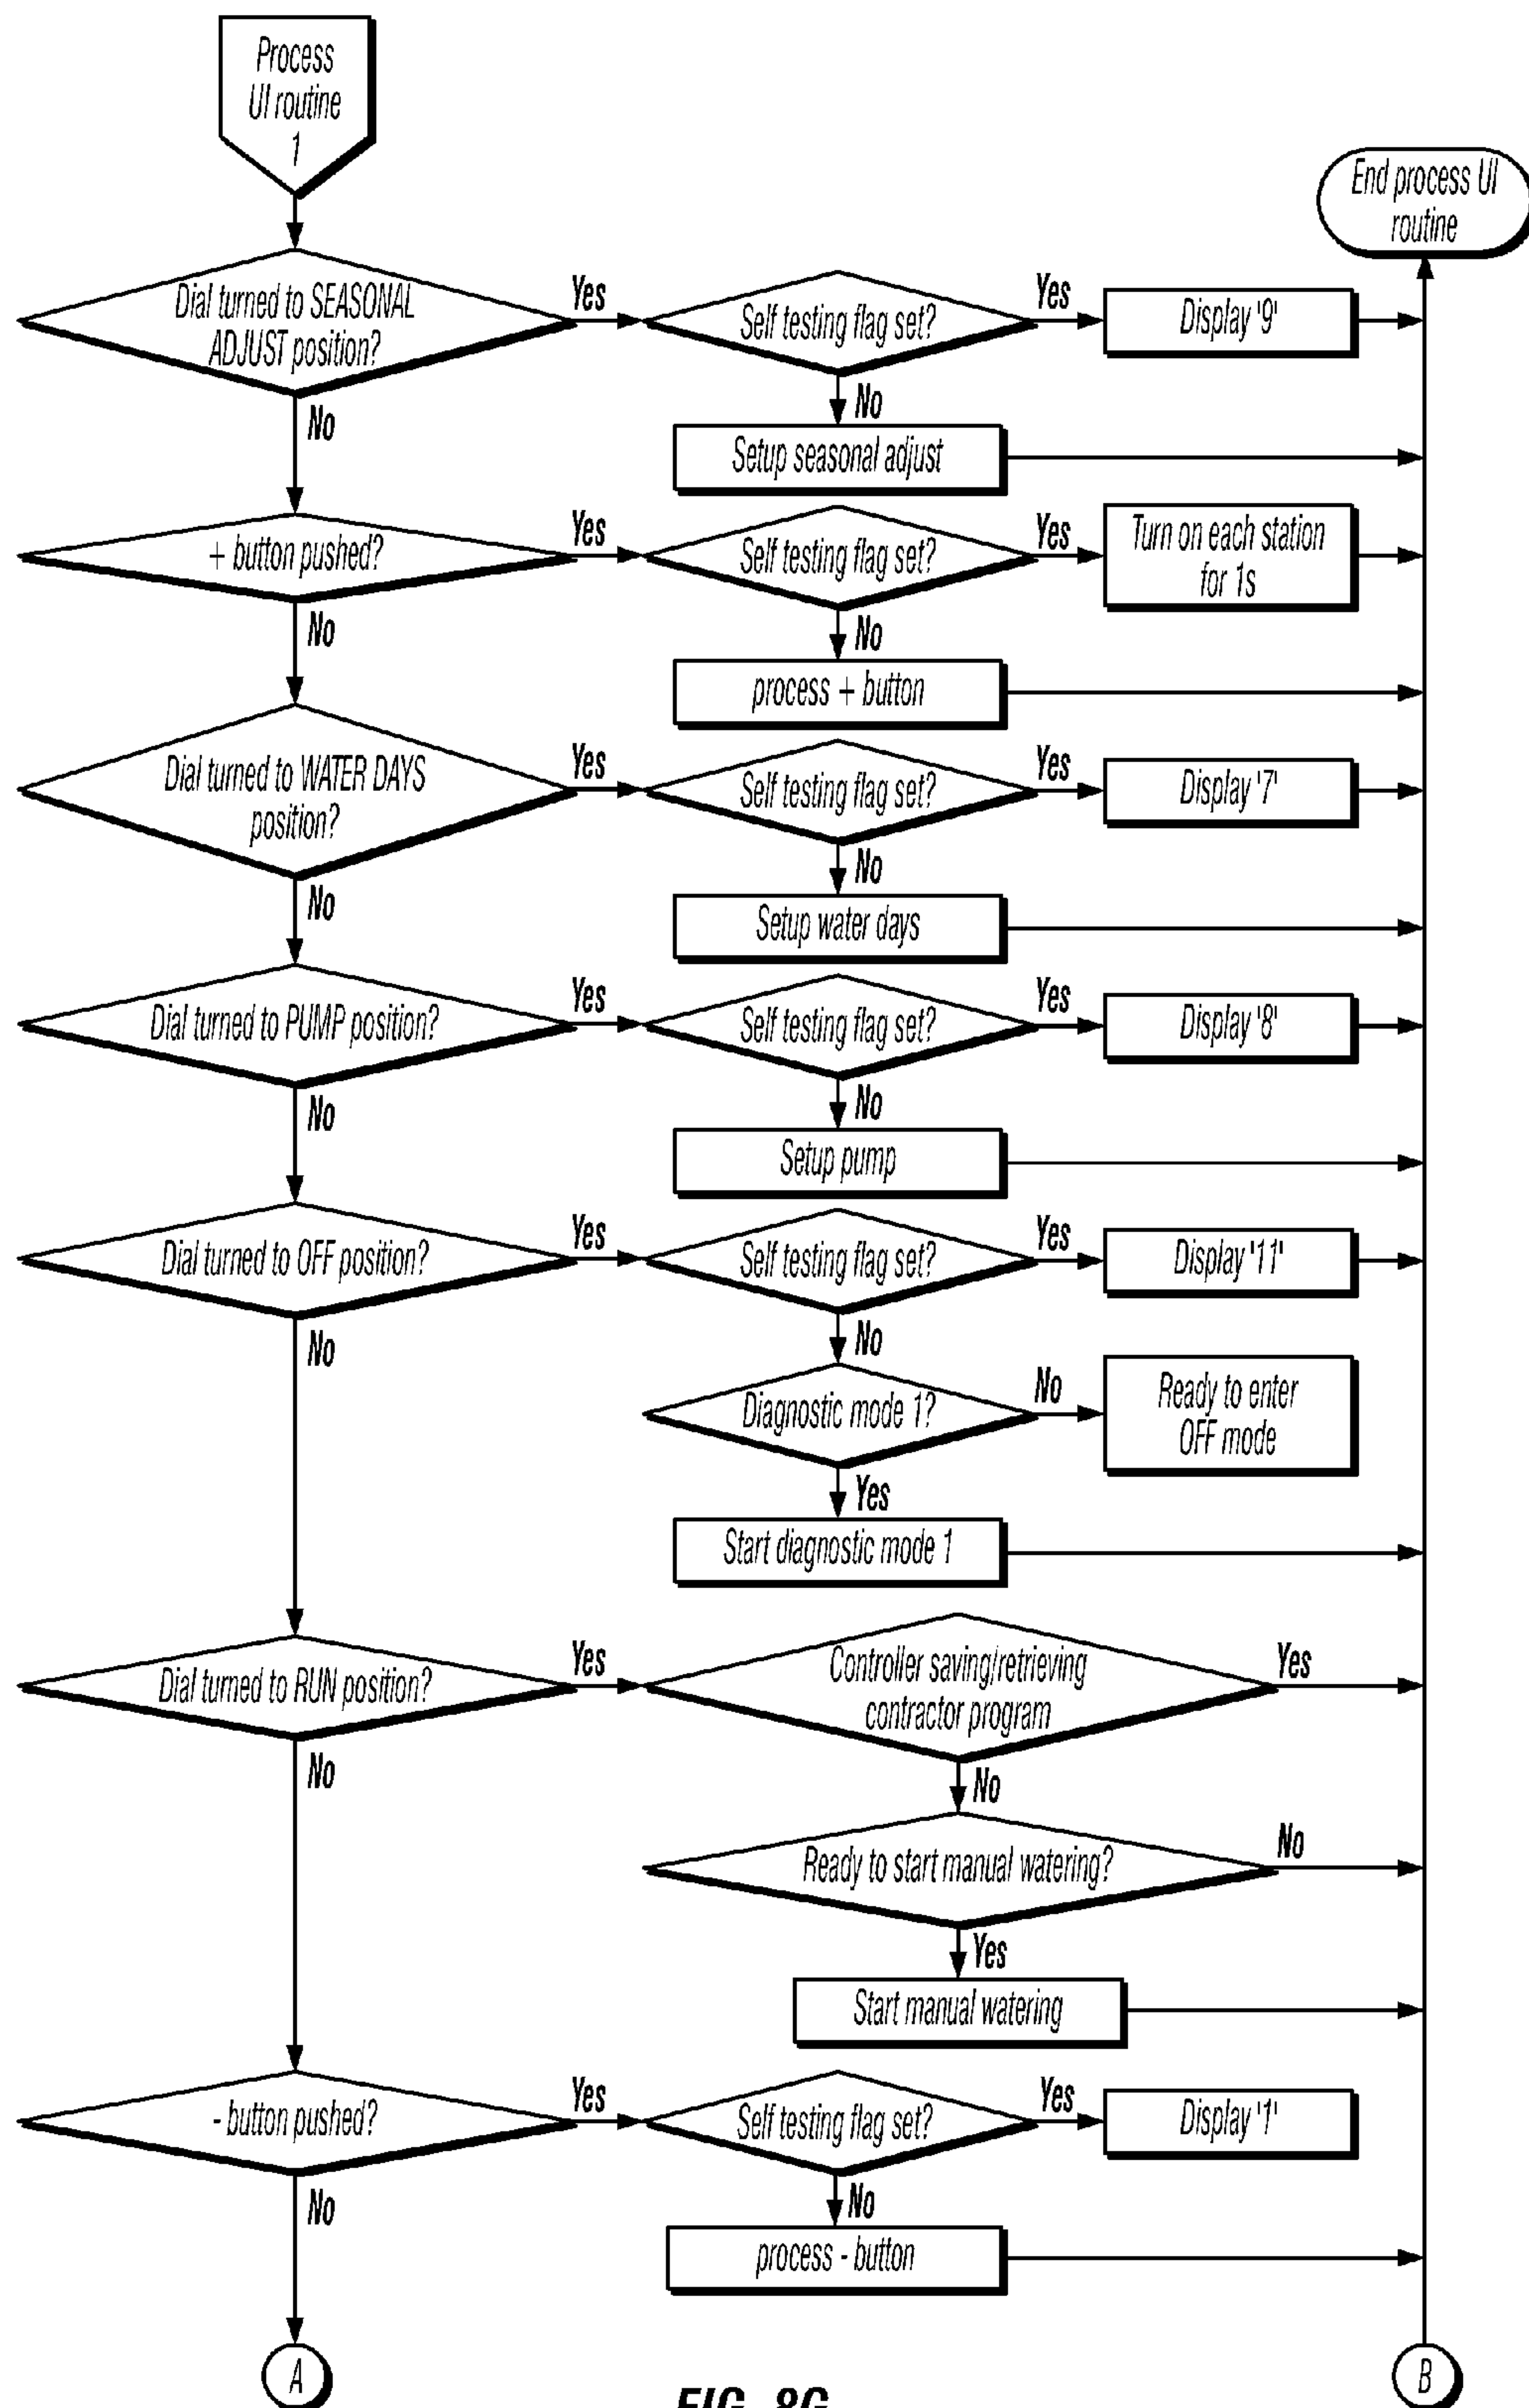 Process
UI routine
1
End process UI
routine
Dial turned to SEASONAL
ADJUST position?
Yes
Self testing flag set?
Yes
Display '9'
No
No
Setup seasonal adjust
+ button pushed?
Yes
Self testing flag set?
Yes
Turn on each station
for 1s
No
No
process + button
Dial turned to WATER DAYS
position?
Yes
Self testing flag set?
Yes
Display '7'
No
No
Setup water days
Dial turned to PUMP position?
Yes
Self testing flag set?
Yes
Display '8'
No
No
Setup pump
Dial turned to OFF position?
Yes
Self testing flag set?
Yes
Display '11'
No
No
Diagnostic mode 1?
No
Ready to enter
OFF mode
Yes
Start diagnostic mode 1
Dial turned to RUN position?
Yes
Controller saving/retrieving
contractor program
Yes
No
No
Ready to start manual watering?
No
Yes
Start manual watering
- button pushed?
Yes
Self testing flag set?
Yes
Display '1'
No
No
process - button
A
B
FIG. 8G